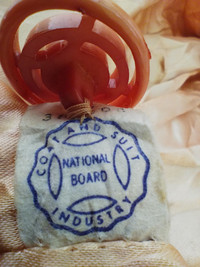 COAT AND SUIT
NATIONAL
BOARD
INDUSTRY